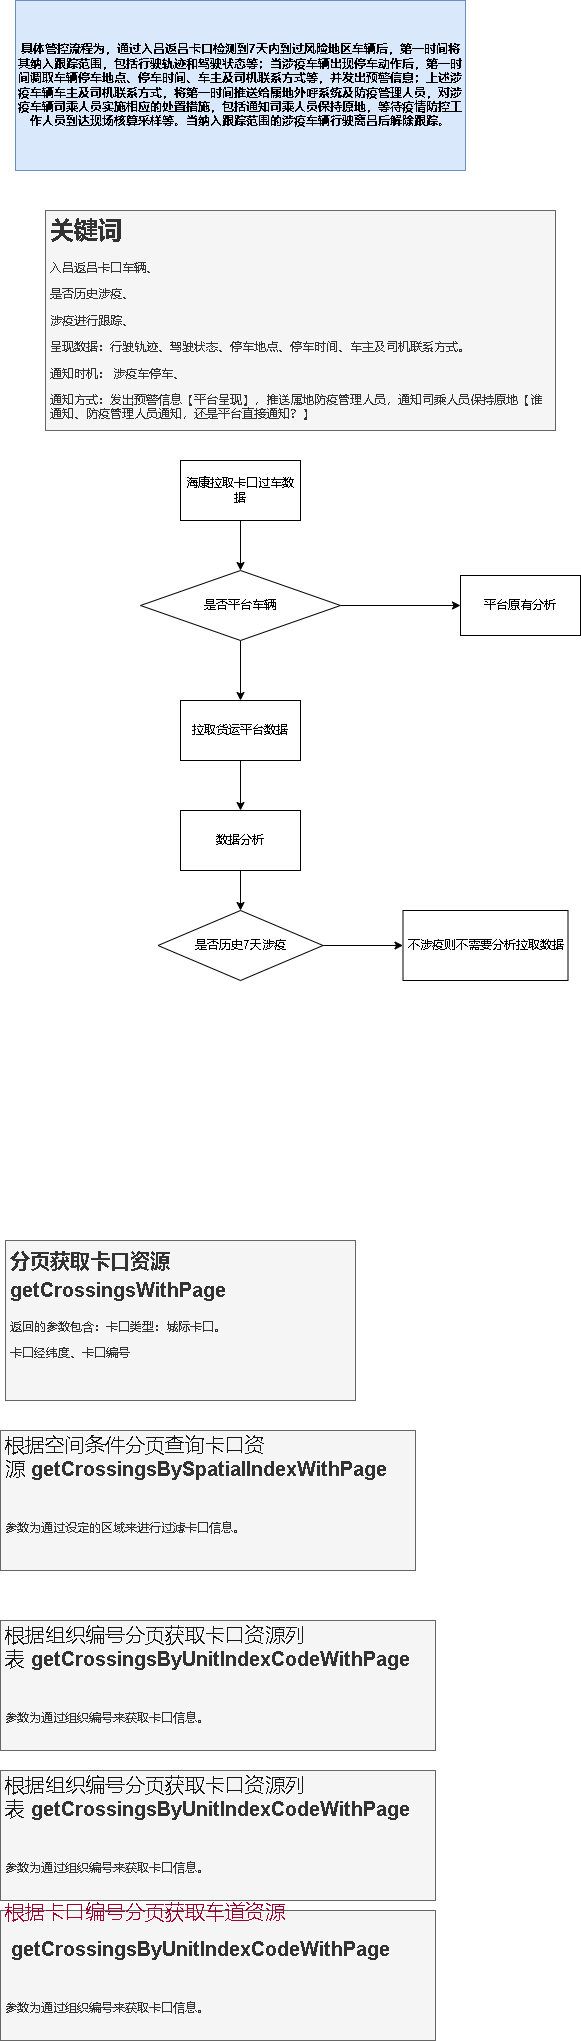 具体管控流程为，通过入吕返吕卡口检测到7天内到过风险地区车辆后，第一时间将
其纳入跟踪范围，包括行驶轨迹和驾驶状态等；当涉疫车辆出现停车动作后，第一时
间调取车辆停车地点、停车时间、车主及司机联系方式等，并发出预警信息；上述涉
疫车辆车主及司机联系方式，将第一时间推送给属地外呼系统及防疫管理人员，对涉
疫车辆司乘人员实施相应的处置措施，包括通知司乘人员保持原地，等待疫情防控工
作人员到达现场核算采样等。当纳入跟踪范围的涉疫车辆行驶离吕后解除跟踪。
关键词
入吕返吕卡口车辆、
是否历史涉疫、
涉疫进行跟踪、
呈现数据：行驶轨迹、驾驶状态、停车地点、停车时间、车主及司机联系方式。
通知时机： 涉疫车停车、
通知方式：发出预警信息【平台呈现】，推送属地防疫管理人员，通知司乘人员保持原地【谁
通知、防疫管理人员通知，还是平台直接通知？】
海康拉取卡口过车数
据
是否平台车辆
平台原有分析
拉取货运平台数据
数据分析
是否历史7天涉疫
不涉疫则不需要分析拉取数据
分页获取卡口资源
getCrossingsWithPage
返回的参数包含：卡口类型：城际卡口。
卡口经纬度、卡口编号
根据空间条件分页查询卡口资
源 getCrossingsBySpatialIndexWithPage
参数为通过设定的区域来进行过滤卡口信息。
根据组织编号分页获取卡口资源列
表 getCrossingsByUnitIndexCodeWithPage
参数为通过组织编号来获取卡口信息。
根据组织编号分页获取卡口资源列
表 getCrossingsByUnitIndexCodeWithPage
参数为通过组织编号来获取卡口信息。
根据卡口编号分页获取车道资源
getCrossingsByUnitIndexCodeWithPage
参数为通过组织编号来获取卡口信息。